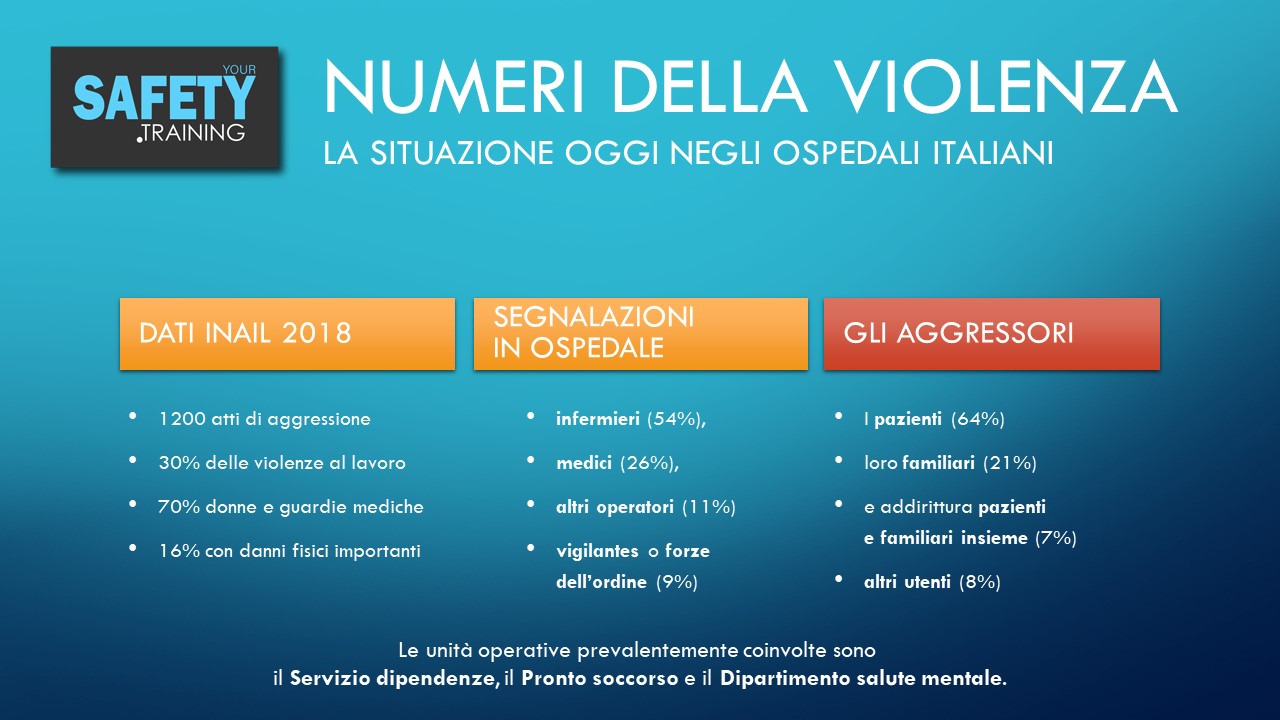 YOUR
SAFETY
.TRAINING
NUMERI DELLA VIOLENZA
LA SITUAZIONE OGGI NEGLI OSPEDALI ITALIANI
DATI INAIL 2018
• 1200 atti di aggressione
• 30% delle violenze al lavoro
• 70% donne e guardie mediche
• 16% con danni fisici importanti
SEGNALAZIONI
IN OSPEDALE
• infermieri (54%),
• medici (26%),
• altri operatori (11%)
• vigilantes o forze
dell'ordine (9%)
GLI AGGRESSORI
• I pazienti (64%)
• loro familiari (21%)
• e addirittura pazienti
e familiari insieme (7%)
• altri utenti (8%)
Le unità operative prevalentemente coinvolte sono
il Servizio dipendenze, il Pronto soccorso e il Dipartimento salute mentale.